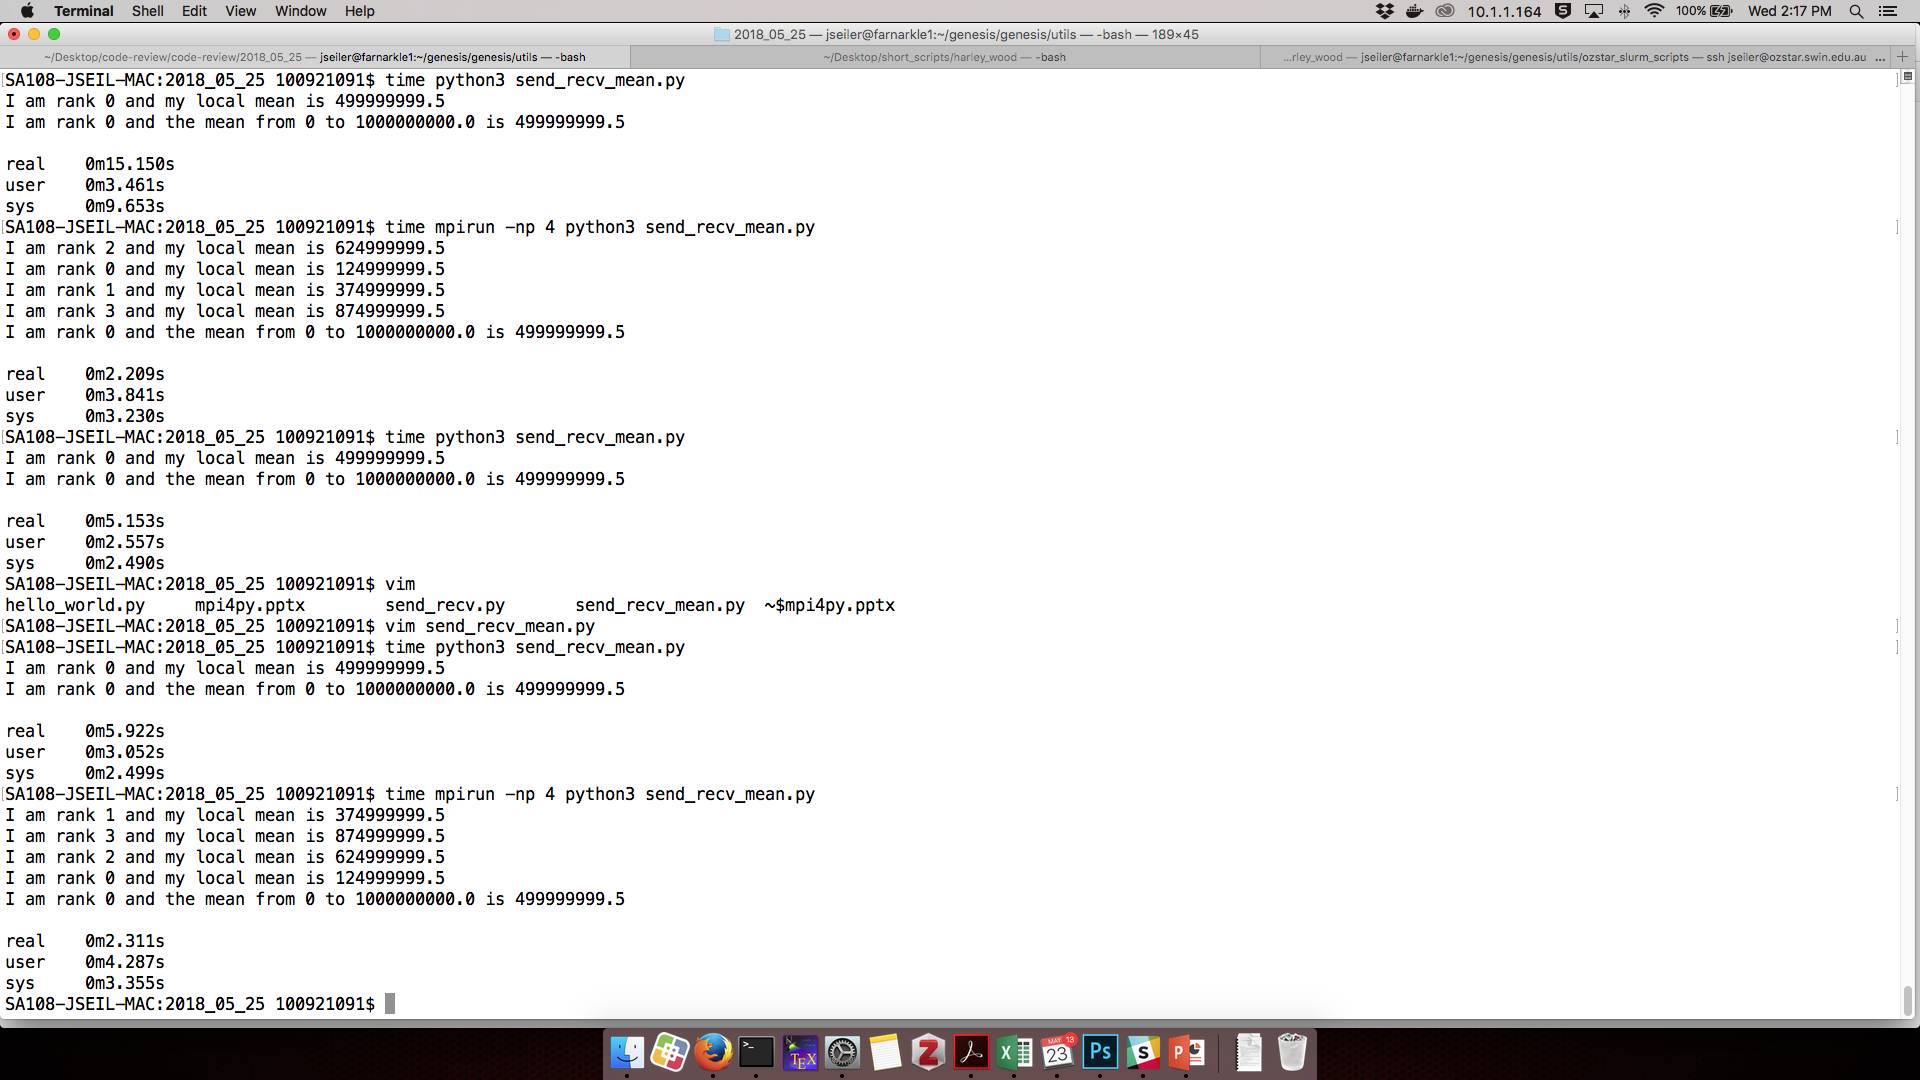 Terminal Shell Edit View Window Help 10.1.1.164 100% Wed 2:17 PM
2018_05_25 — jseiler@farnarkle1:~/genesis/genesis/utils — -bash — 189×45
~/Desktop/code-review/code-review/2018_05_25 — jseiler@farnarkle1:~/genesis/genesis/utils — -bash
~/Desktop/short_scripts/harley_wood — -bash
...rley_wood — jseiler@farnarkle1:~/genesis/genesis/utils/ozstar_slurm_scripts — ssh jseiler@ozstar.swin.edu.au ...
SA108-JSEIL-MAC:2018_05_25 100921091$ time python3 send_recv_mean.py
I am rank 0 and my local mean is 499999999.5
I am rank 0 and the mean from 0 to 1000000000.0 is 499999999.5
real 0m15.150s
user 0m3.461s
sys 0m9.653s
SA108-JSEIL-MAC:2018_05_25 100921091$ time mpirun -np 4 python3 send_recv_mean.py
I am rank 2 and my local mean is 624999999.5
I am rank 0 and my local mean is 124999999.5
I am rank 1 and my local mean is 374999999.5
I am rank 3 and my local mean is 874999999.5
I am rank 0 and the mean from 0 to 1000000000.0 is 499999999.5
real 0m2.209s
user 0m3.841s
sys 0m3.230s
SA108-JSEIL-MAC:2018_05_25 100921091$ time python3 send_recv_mean.py
I am rank 0 and my local mean is 499999999.5
I am rank 0 and the mean from 0 to 1000000000.0 is 499999999.5
real 0m5.153s
user 0m2.557s
sys 0m2.490s
SA108-JSEIL-MAC:2018_05_25 100921091$ vim
hello_world.py mpi4py.pptx send_recv.py send_recv_mean.py ~$mpi4py.pptx
SA108-JSEIL-MAC:2018_05_25 100921091$ vim send_recv_mean.py
SA108-JSEIL-MAC:2018_05_25 100921091$ time python3 send_recv_mean.py
I am rank 0 and my local mean is 499999999.5
I am rank 0 and the mean from 0 to 1000000000.0 is 499999999.5
real 0m5.922s
user 0m3.052s
sys 0m2.499s
SA108-JSEIL-MAC:2018_05_25 100921091$ time mpirun -np 4 python3 send_recv_mean.py
I am rank 1 and my local mean is 374999999.5
I am rank 3 and my local mean is 874999999.5
I am rank 2 and my local mean is 624999999.5
I am rank 0 and my local mean is 124999999.5
I am rank 0 and the mean from 0 to 1000000000.0 is 499999999.5
real 0m2.311s
user 0m4.287s
sys 0m3.355s
SA108-JSEIL-MAC:2018_05_25 100921091$
>_ TEX Z X MAY 23 13 Ps S P